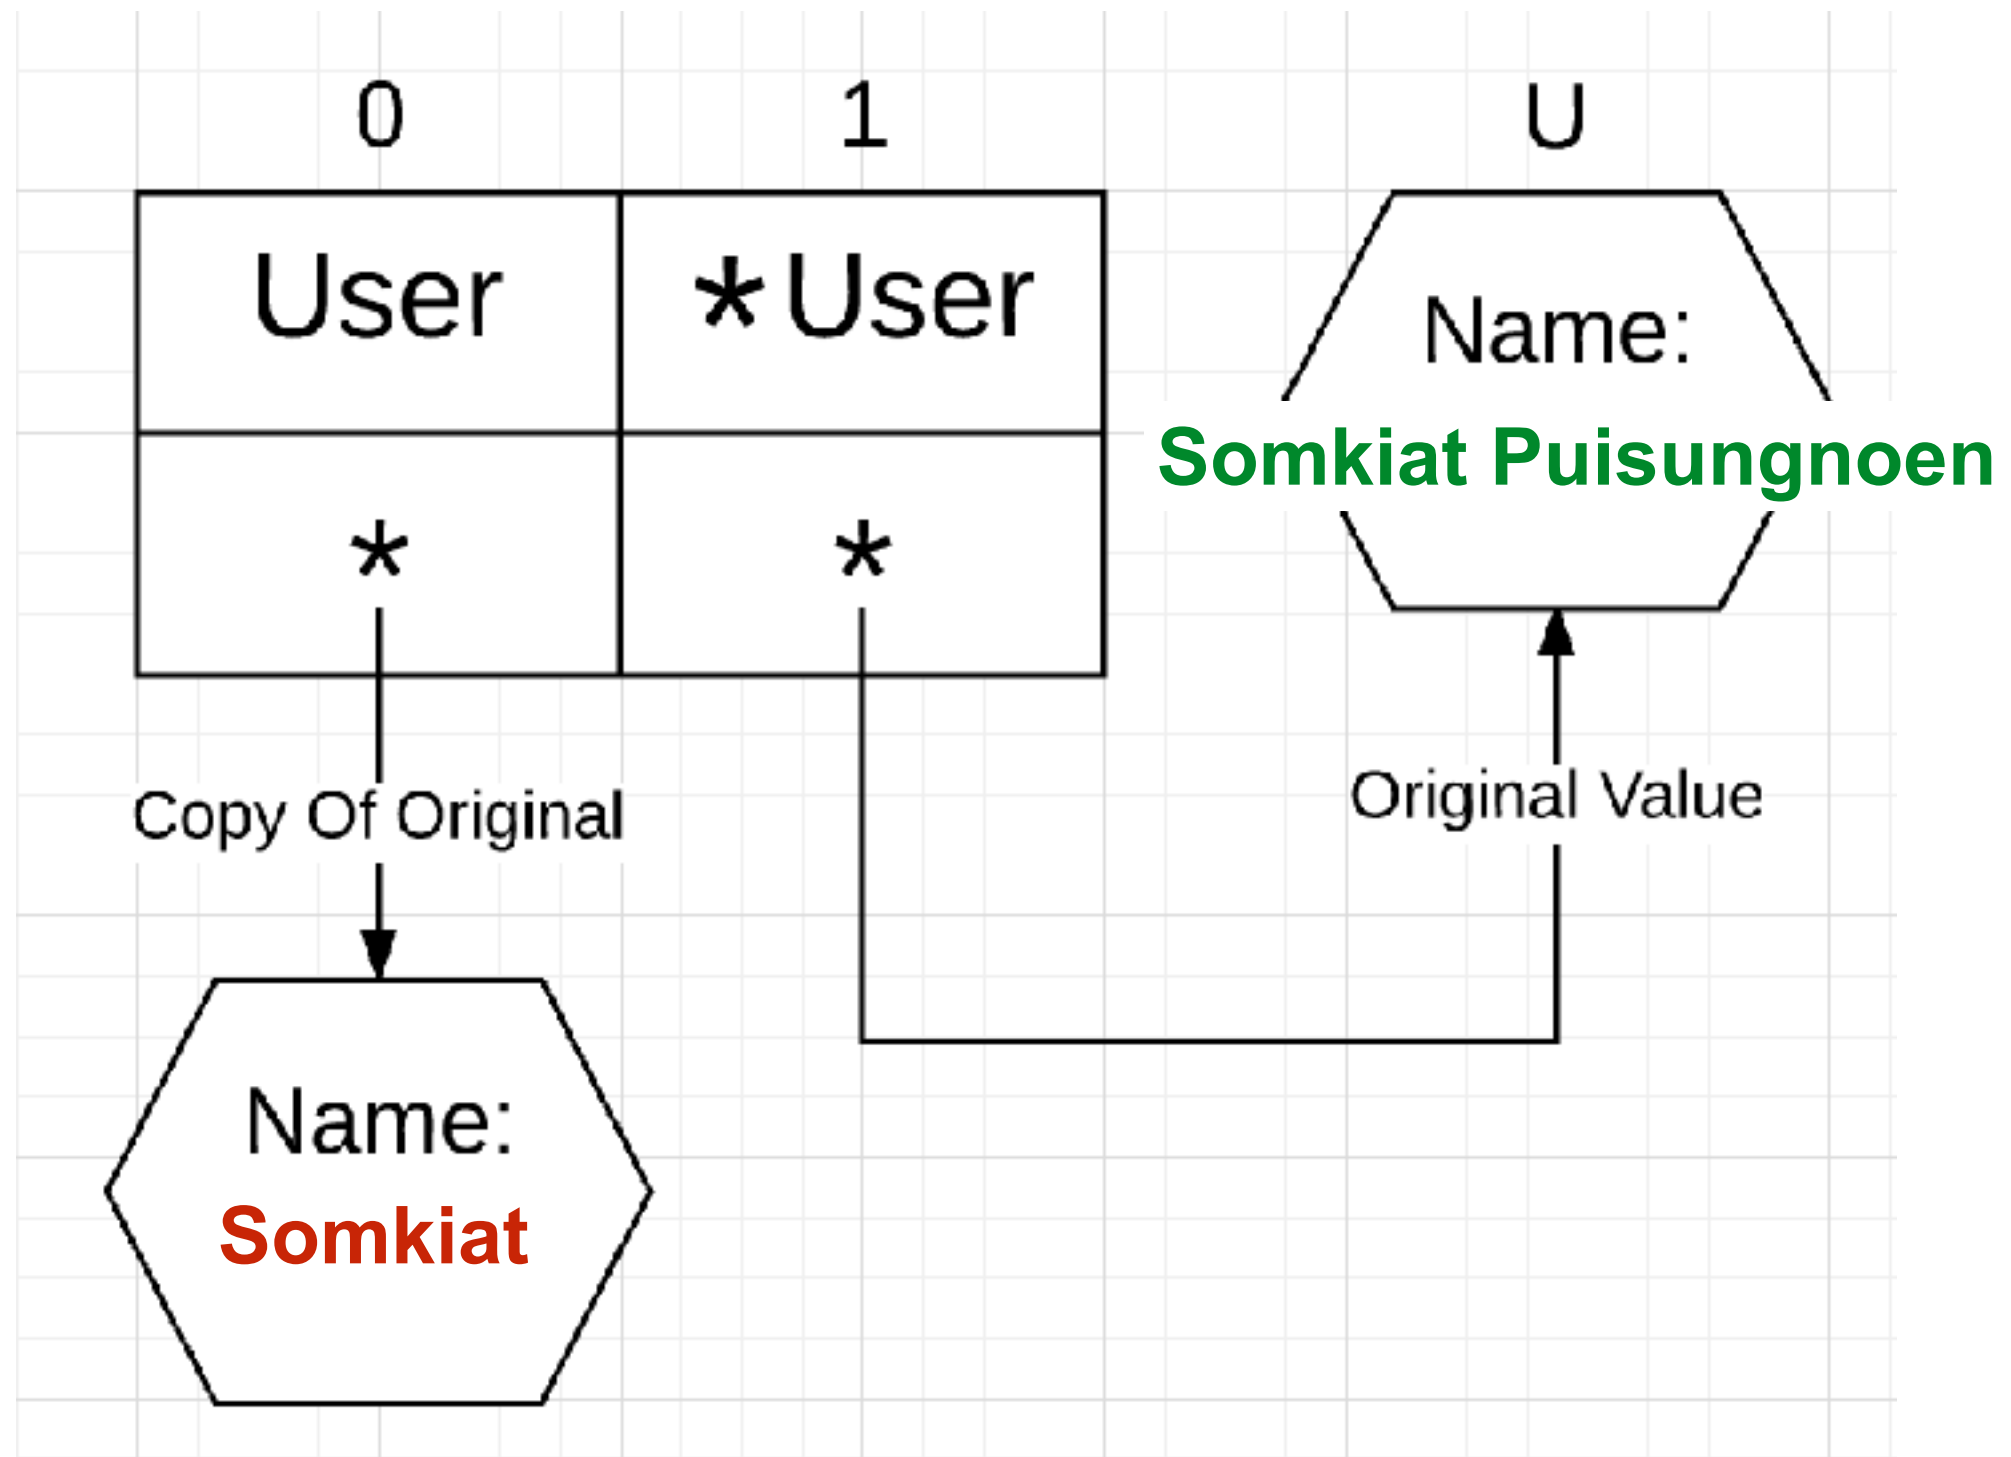 0 1 U
User *User
Name:
Somkiat Puisungnoen
* *
Copy Of Original
Original Value
Name:
Somkiat